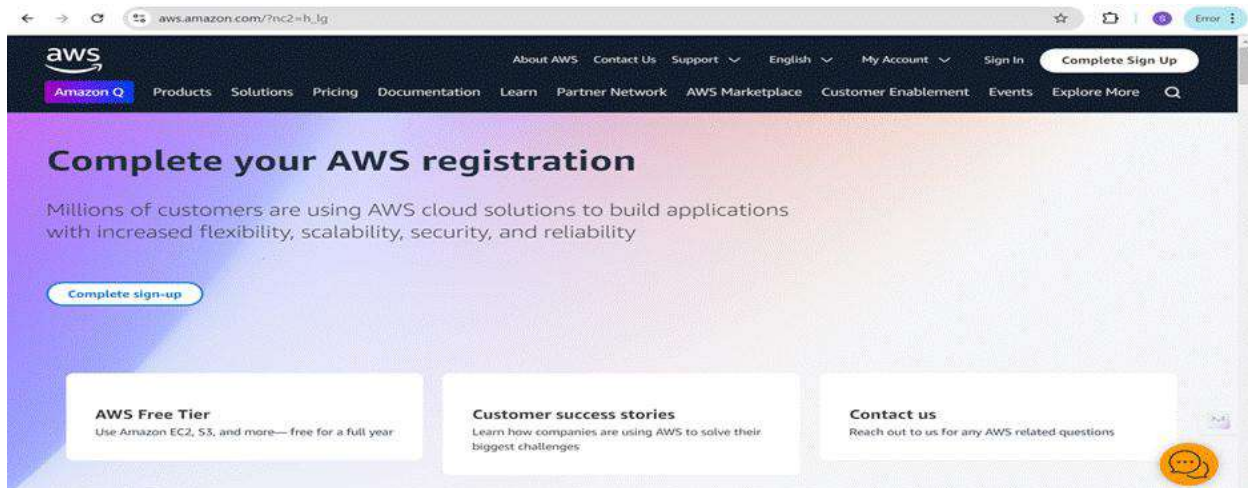 aws.amazon.com/?nc2=h_lg
Error
aws
About AWS Contact Us Support English My Account Sign In Complete Sign Up
Amazon Q Products Solutions Pricing Documentation Learn Partner Network AWS Marketplace Customer Enablement Events Explore More
Complete your AWS registration
Millions of customers are using AWS cloud solutions to build applications
with increased flexibility, scalability, security, and reliability
Complete sign-up
AWS Free Tier
Use Amazon EC2, S3, and more— free for a full year
Customer success stories
Learn how companies are using AWS to solve their
biggest challenges
Contact us
Reach out to us for any AWS related questions